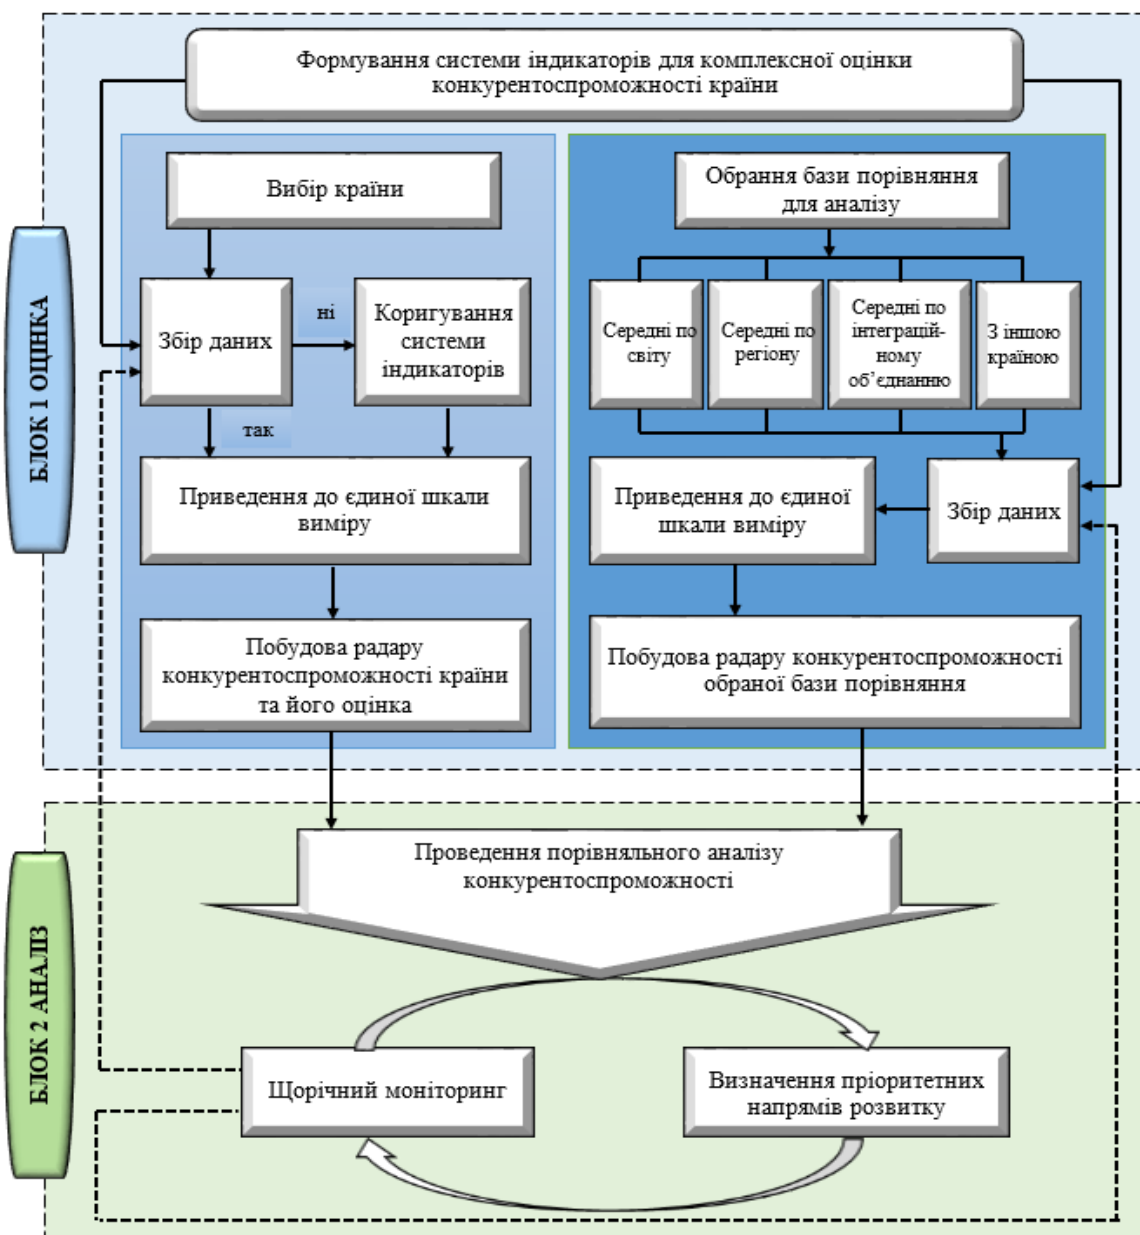 Формування системи індикаторів для комплексної оцінки
конкурентоспроможності країни
БЛОК 1 ОЦІНКА
Вибір країни
Збір даних
ні
Коригування
системи
індикаторів
так
Приведення до єдиної шкали
виміру
Побудова радару
конкурентоспроможності країни
та його оцінка
Обрання бази порівняня
для аналізу
Середні по
світу
Середні по
регіону
Середні по
інтеграцій-
ному
об’єднанню
З іншою
країною
Приведення до єдиної
шкали виміру
Збір даних
Побудова радару конкурентоспроможності
обраної бази порівняння
БЛОК 2 АНАЛІЗ
Проведення порівняльного аналізу
конкурентоспроможності
Щорічний моніторинг
Визначення пріоритетних
напрямів розвитку